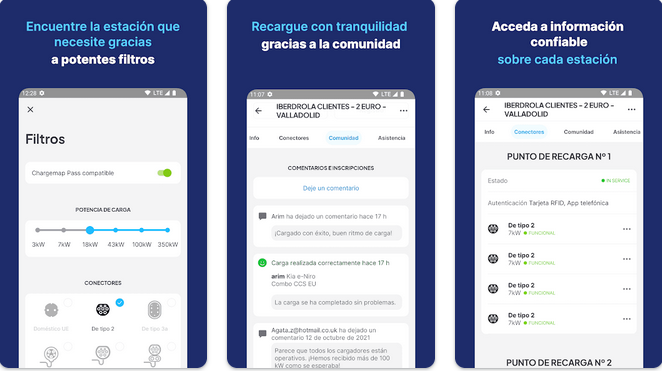 Encuentre la estación que
necesite gracias
a potentes filtros
12:28
LTE
Filtros
Chargemap Pass compatible
POTENCIA DE CARGA
3kW 7kW 18kW 43kW 100kW 350kW
CONECTORES
Doméstico UE De tipo 2 De tipo 3a
Recargue con tranquilidad
gracias a la comunidad
11:07
LTE
IBERDROLA CLIENTES - 2 EURO -
VALLADOLID
Info Conectores Comunidad Asistencia
COMENTARIOS E INSCRIPCIONES
Deje un comentario
Arim ha dejado un comentario hace 17 h
¡Cargado con éxito, buen ritmo de carga!
Carga realizada correctamente hace 17 h
arim Kia e-Niro
Combo CCS EU
La carga se ha completado sin problemas.
Agata.z@hotmail.co.uk ha dejado un
comentario 12 de octubre de 2021
Parece que todos los cargadores están
operativos. ¡Hemos recibido más de 100
kW como se esperaba!
Acceda a información
confiable
sobre cada estación
11:08
LTE
IBERDROLA CLIENTES - 2 EURO -
VALLADOLID
Info Conectores Comunidad Asistencia
PUNTO DE RECARGA Nº 1
Estado IN SERVICE
Autenticación Tarjeta RFID, App telefónica
De tipo 2
7kW FUNCIONAL
De tipo 2
7kW FUNCIONAL
De tipo 2
7kW FUNCIONAL
De tipo 2
7kW FUNCIONAL
PUNTO DE RECARGA Nº 2